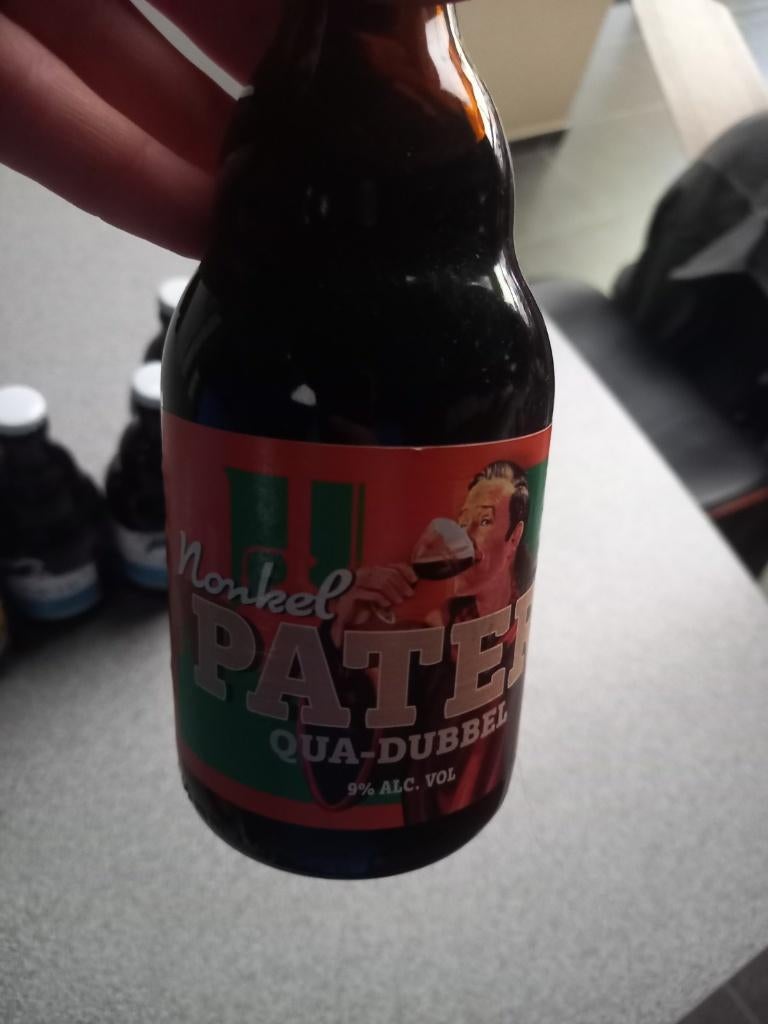 Nonkel
PATER
QUA-DUBBEL
9% ALC. VOL